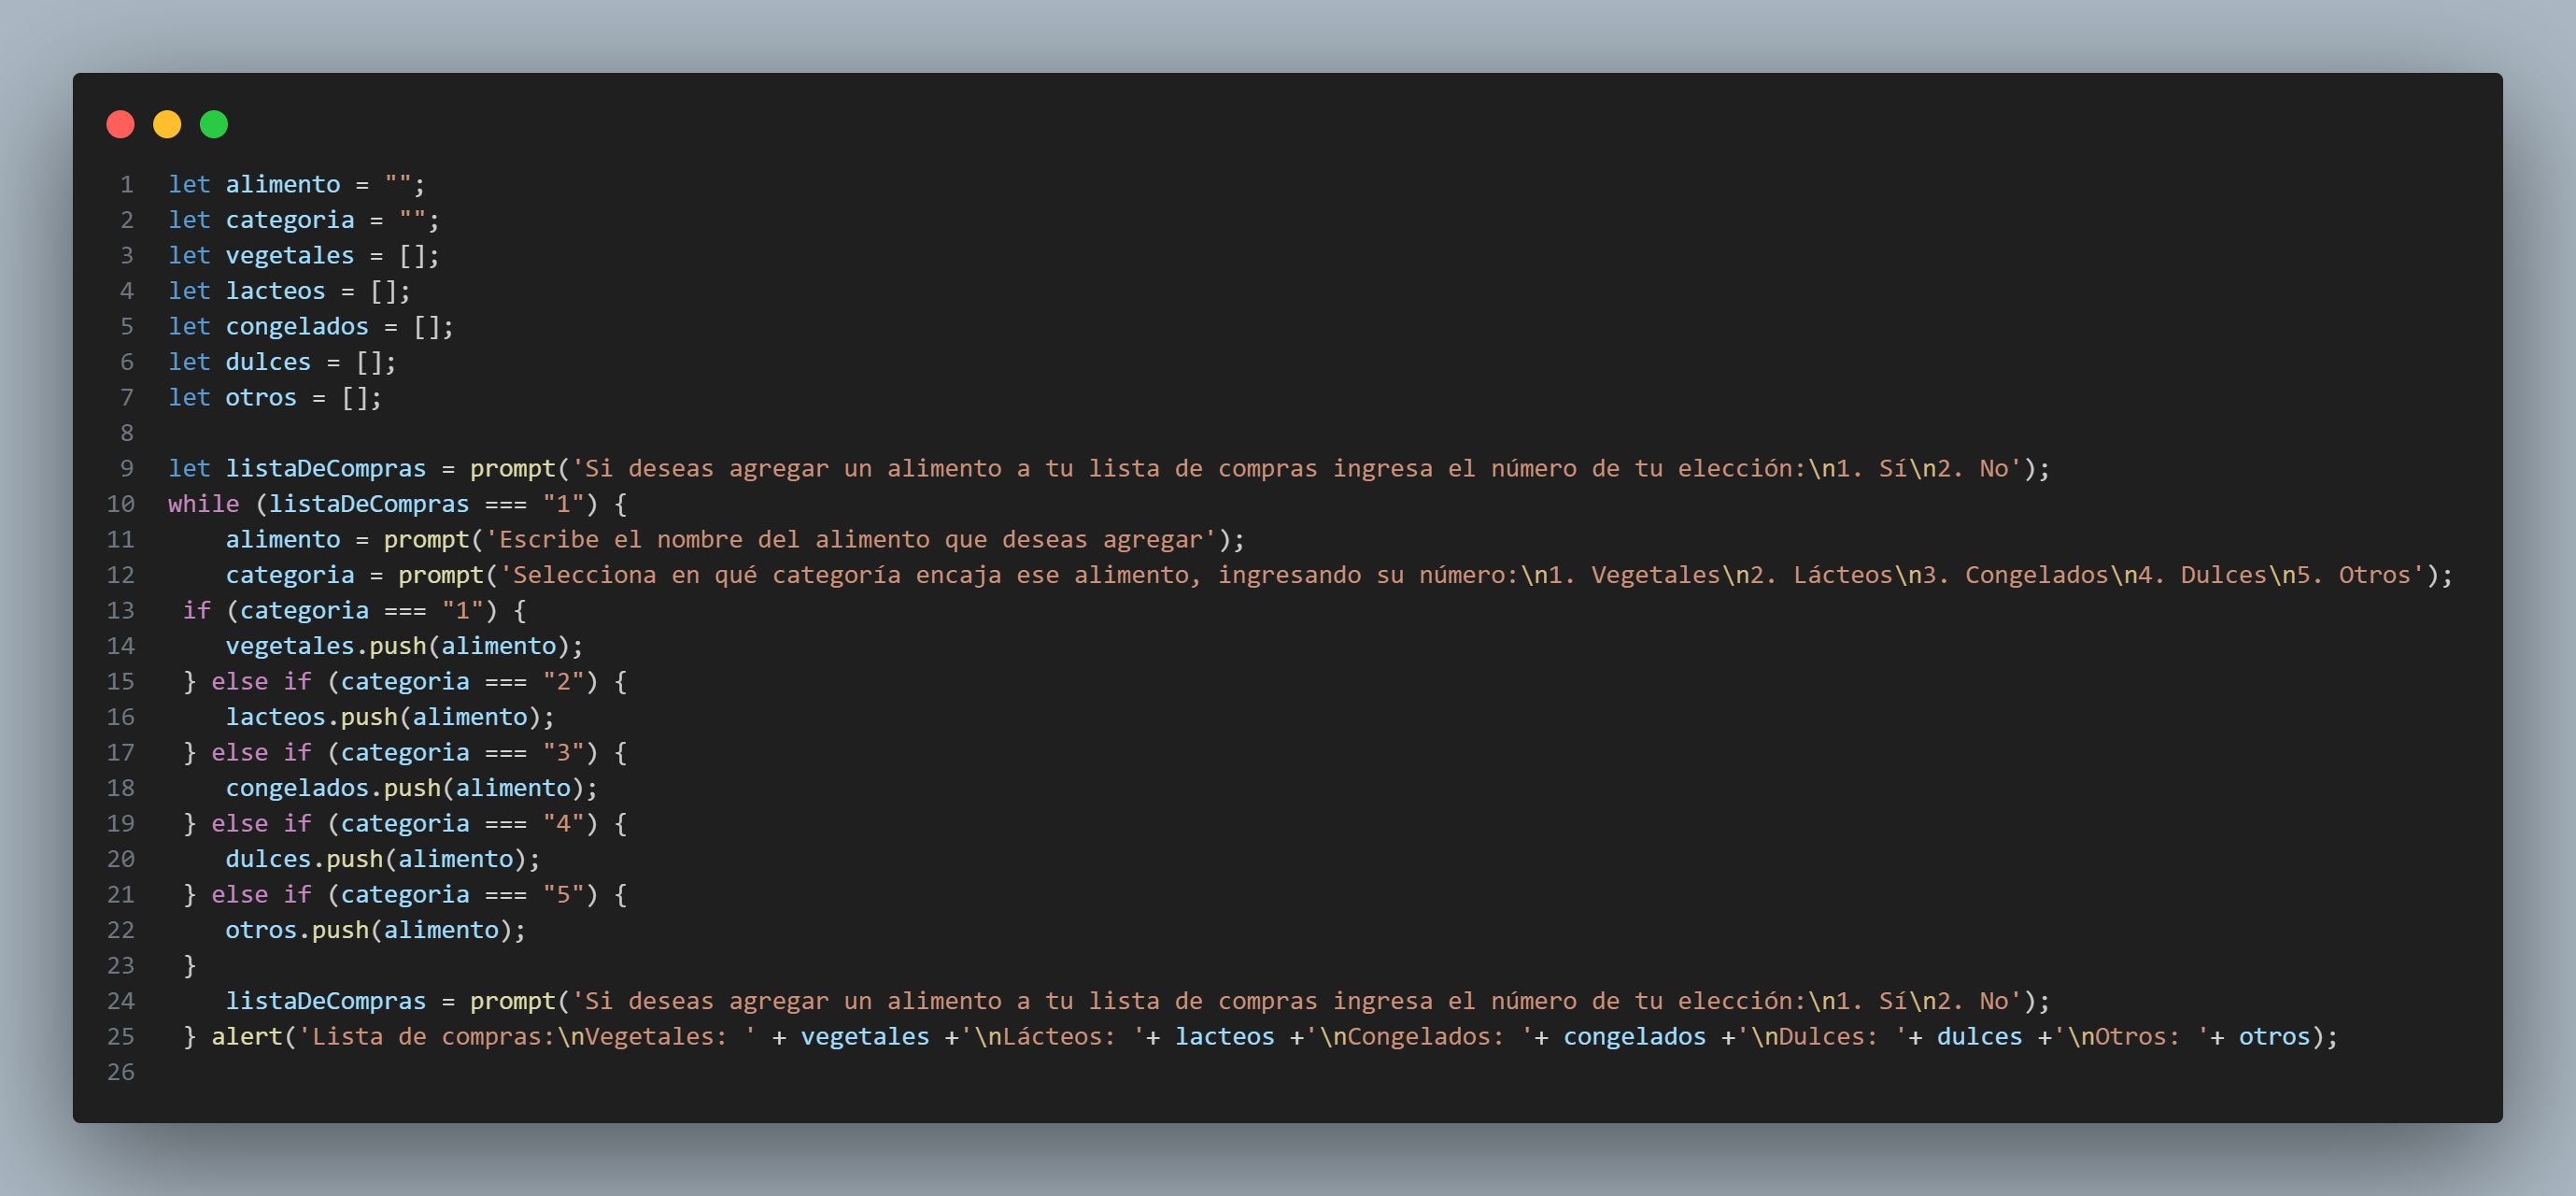 1 let alimento = "";
2 let categoria = "";
3 let vegetales = [];
4 let lacteos = [];
5 let congelados = [];
6 let dulces = [];
7 let otros = [];
8
9 let listaDeCompras = prompt('Si deseas agregar un alimento a tu lista de compras ingresa el número de tu elección:\n1. Sí\n2. No');
10 while (listaDeCompras === "1") {
11     alimento = prompt('Escribe el nombre del alimento que deseas agregar');
12     categoria = prompt('Selecciona en qué categoría encaja ese alimento, ingresando su número:\n1. Vegetales\n2. Lácteos\n3. Congelados\n4. Dulces\n5. Otros');
13  if (categoria === "1") {
14     vegetales.push(alimento);
15  } else if (categoria === "2") {
16     lacteos.push(alimento);
17  } else if (categoria === "3") {
18     congelados.push(alimento);
19  } else if (categoria === "4") {
20     dulces.push(alimento);
21  } else if (categoria === "5") {
22     otros.push(alimento);
23  }
24     listaDeCompras = prompt('Si deseas agregar un alimento a tu lista de compras ingresa el número de tu elección:\n1. Sí\n2. No');
25  } alert('Lista de compras:\nVegetales: ' + vegetales +'\nLácteos: '+ lacteos +'\nCongelados: '+ congelados +'\nDulces: '+ dulces +'\nOtros: '+ otros);
26